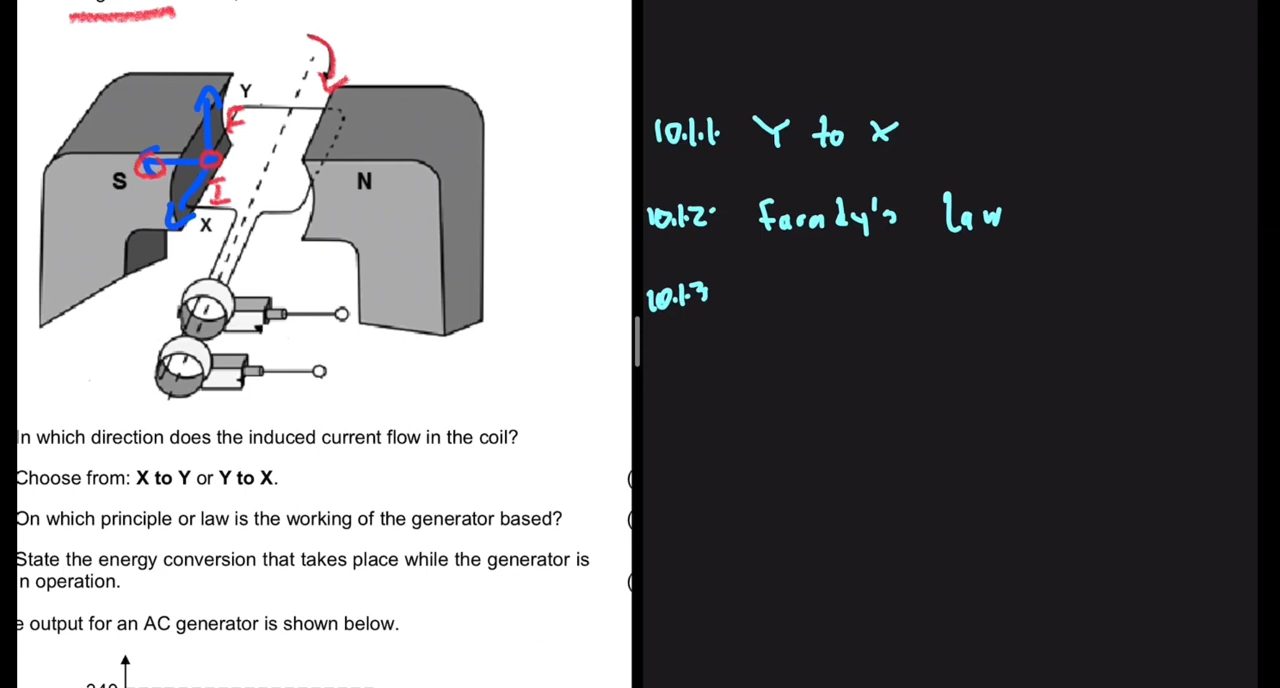 Y
F
S
N
I
X
In which direction does the induced current flow in the coil?
Choose from: X to Y or Y to X.
On which principle or law is the working of the generator based?
State the energy conversion that takes place while the generator is
n operation.
e output for an AC generator is shown below.
10.1.1. Y to X
10.1.2. Farady's law
10.1.3